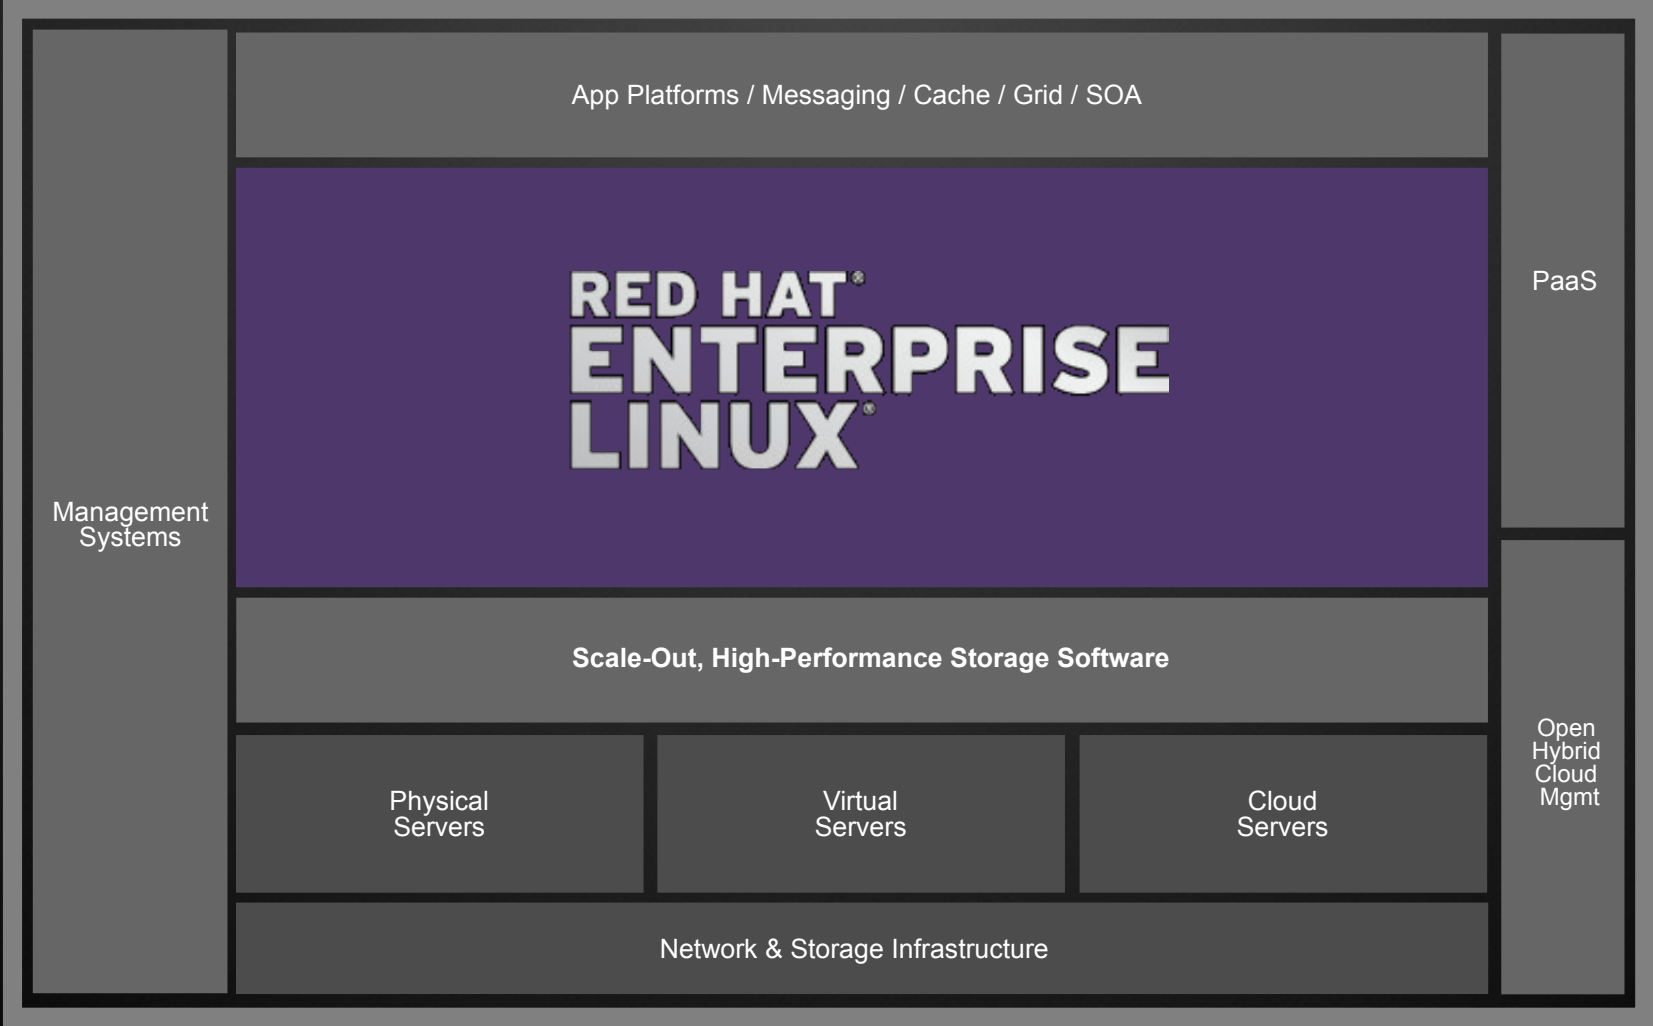 App Platforms / Messaging / Cache / Grid / SOA
RED HAT®
ENTERPRISE
LINUX®
PaaS
Management
Systems
Scale-Out, High-Performance Storage Software
Open
Hybrid
Cloud
Mgmt
Physical
Servers
Virtual
Servers
Cloud
Servers
Network & Storage Infrastructure